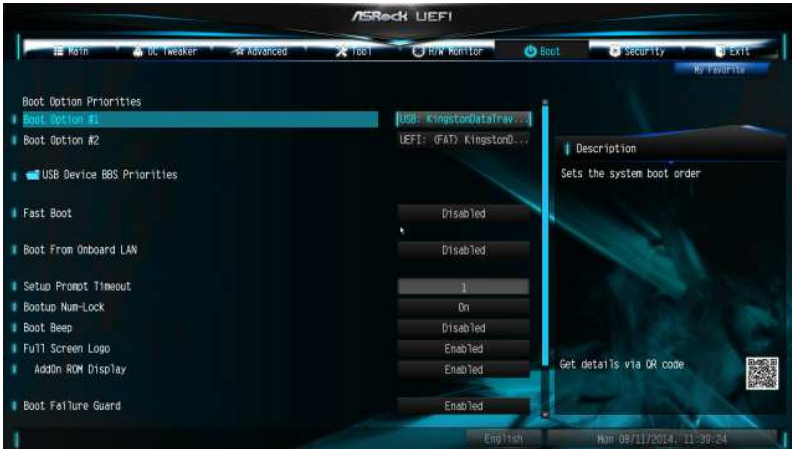 ASRock UEFI
Main OC Tweaker Advanced Tool H/W Monitor Boot Security Exit
My Favorite
Boot Option Priorities
Boot Option #1 USB: KingstonDataTrav...
Boot Option #2 UEFI: (FAT) KingstonD...
USB Device BBS Priorities
Fast Boot Disabled
Boot From Onboard LAN Disabled
Setup Prompt Timeout 1
Bootup Num-Lock On
Boot Beep Disabled
Full Screen Logo Enabled
AddOn ROM Display Enabled
Boot Failure Guard Enabled
Description
Sets the system boot order
Get details via QR code
English Mon 08/11/2014. 11:39:24